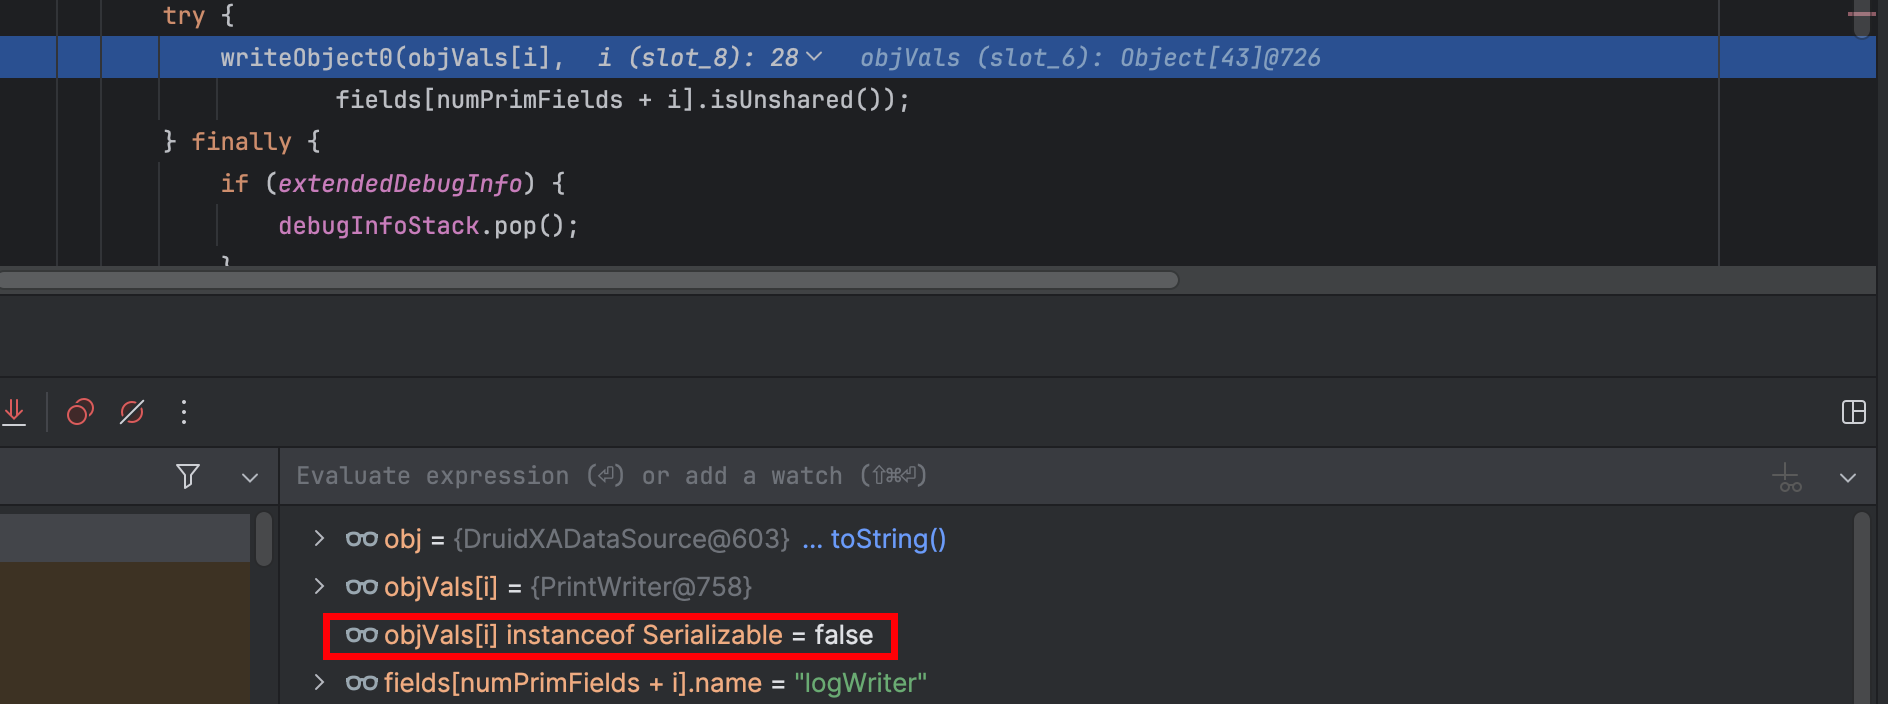 try {
writeObject0(objVals[i], i (slot_8): 28 objVals (slot_6): Object[43]@726
fields[numPrimFields + i].isUnshared());
} finally {
if (extendedDebugInfo) {
debugInfoStack.pop();
}
Evaluate expression (⏎) or add a watch (⇧⌘⏎)
obj = {DruidXADataSource@603} ... toString()
objVals[i] = {PrintWriter@758}
objVals[i] instanceof Serializable = false
fields[numPrimFields + i].name = "logWriter"